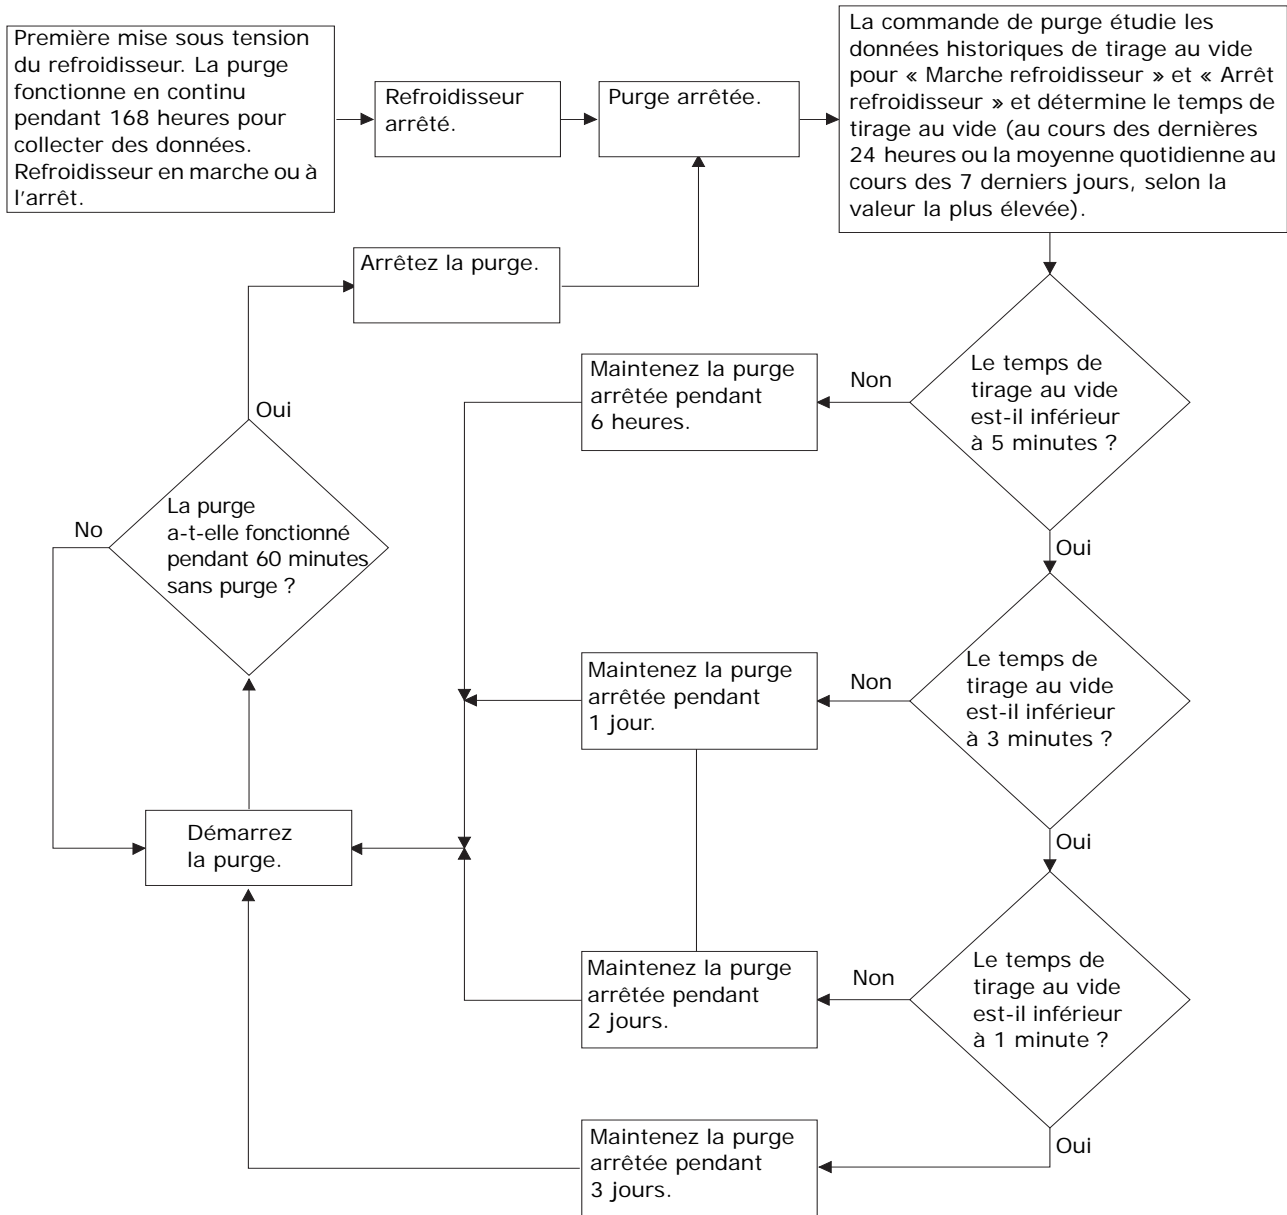 Première mise sous tension
du refroidisseur. La purge
fonctionne en continu
pendant 168 heures pour
collecter des données.
Refroidisseur en marche ou à
l'arrêt.
Refroidisseur
arrêté.
Purge arrêtée.
La commande de purge étudie les
données historiques de tirage au vide
pour « Marche refroidisseur » et « Arrêt
refroidisseur » et détermine le temps de
tirage au vide (au cours des dernières
24 heures ou la moyenne quotidienne au
cours des 7 derniers jours, selon la
valeur la plus élevée).
Arrêtez la purge.
Le temps de
tirage au vide
est-il inférieur
à 5 minutes ?
Non
Maintenez la purge
arrêtée pendant
6 heures.
Oui
Oui
La purge
a-t-elle fonctionné
pendant 60 minutes
sans purge ?
No
Le temps de
tirage au vide
est-il inférieur
à 3 minutes ?
Non
Maintenez la purge
arrêtée pendant
1 jour.
Oui
Démarrez
la purge.
Le temps de
tirage au vide
est-il inférieur
à 1 minute ?
Non
Maintenez la purge
arrêtée pendant
2 jours.
Oui
Maintenez la purge
arrêtée pendant
3 jours.